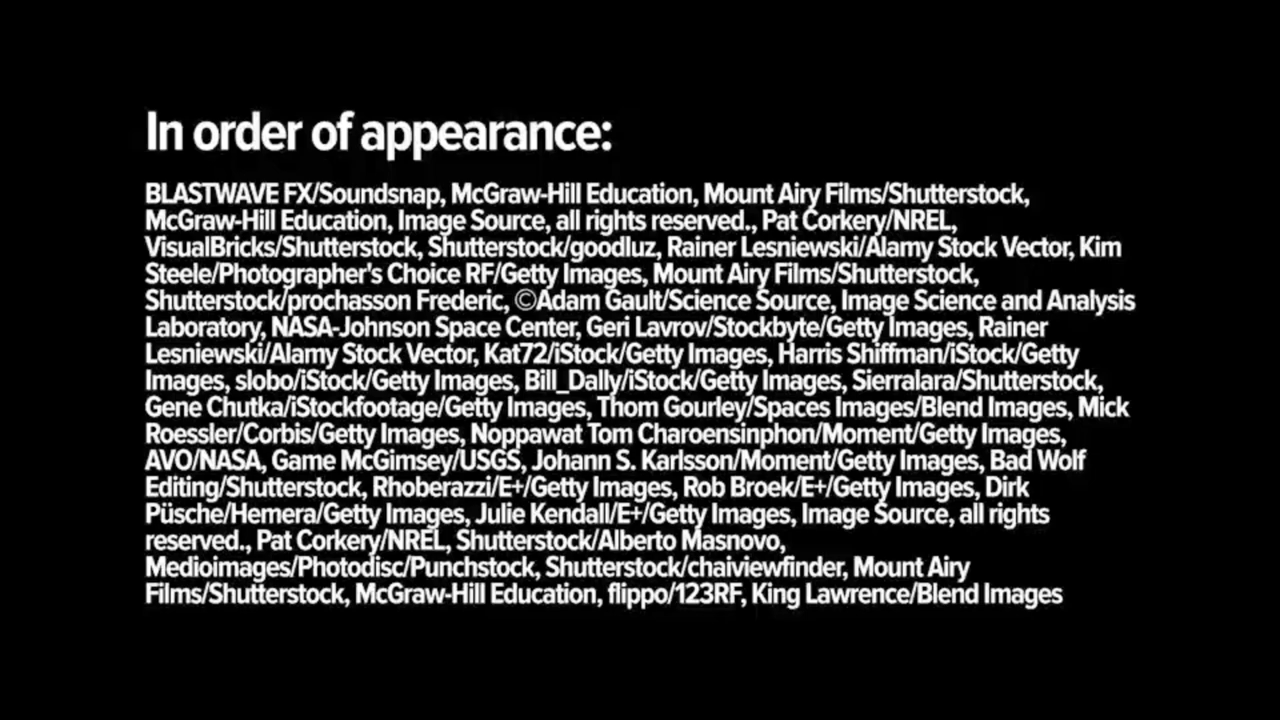 In order of appearance:
BLASTWAVE FX/Soundsnap, McGraw-Hill Education, Mount Airy Films/Shutterstock,
McGraw-Hill Education, Image Source, all rights reserved., Pat Corkery/NREL,
VisualBricks/Shutterstock, Shutterstock/goodluz, Rainer Lesniewski/Alamy Stock Vector, Kim
Steele/Photographer's Choice RF/Getty Images, Mount Airy Films/Shutterstock,
Shutterstock/prochasson Frederic, ©Adam Gault/Science Source, Image Science and Analysis
Laboratory, NASA-Johnson Space Center, Geri Lavrov/Stockbyte/Getty Images, Rainer
Lesniewski/Alamy Stock Vector, Kat72/iStock/Getty Images, Harris Shiffman/iStock/Getty
Images, slobo/iStock/Getty Images, Bill_Dally/iStock/Getty Images, Sierralara/Shutterstock,
Gene Chutka/iStockfootage/Getty Images, Thom Gourley/Spaces Images/Blend Images, Mick
Roessler/Corbis/Getty Images, Noppawat Tom Charoensinphon/Moment/Getty Images,
AVO/NASA, Game McGimsey/USGS, Johann S. Karlsson/Moment/Getty Images, Bad Wolf
Editing/Shutterstock, Rhoberazzi/E+/Getty Images, Rob Broek/E+/Getty Images, Dirk
Püsche/Hemera/Getty Images, Julie Kendall/E+/Getty Images, Image Source, all rights
reserved., Pat Corkery/NREL, Shutterstock/Alberto Masnovo,
Medioimages/Photodisc/Punchstock, Shutterstock/chaiviewfinder, Mount Airy
Films/Shutterstock, McGraw-Hill Education, flippo/123RF, King Lawrence/Blend Images